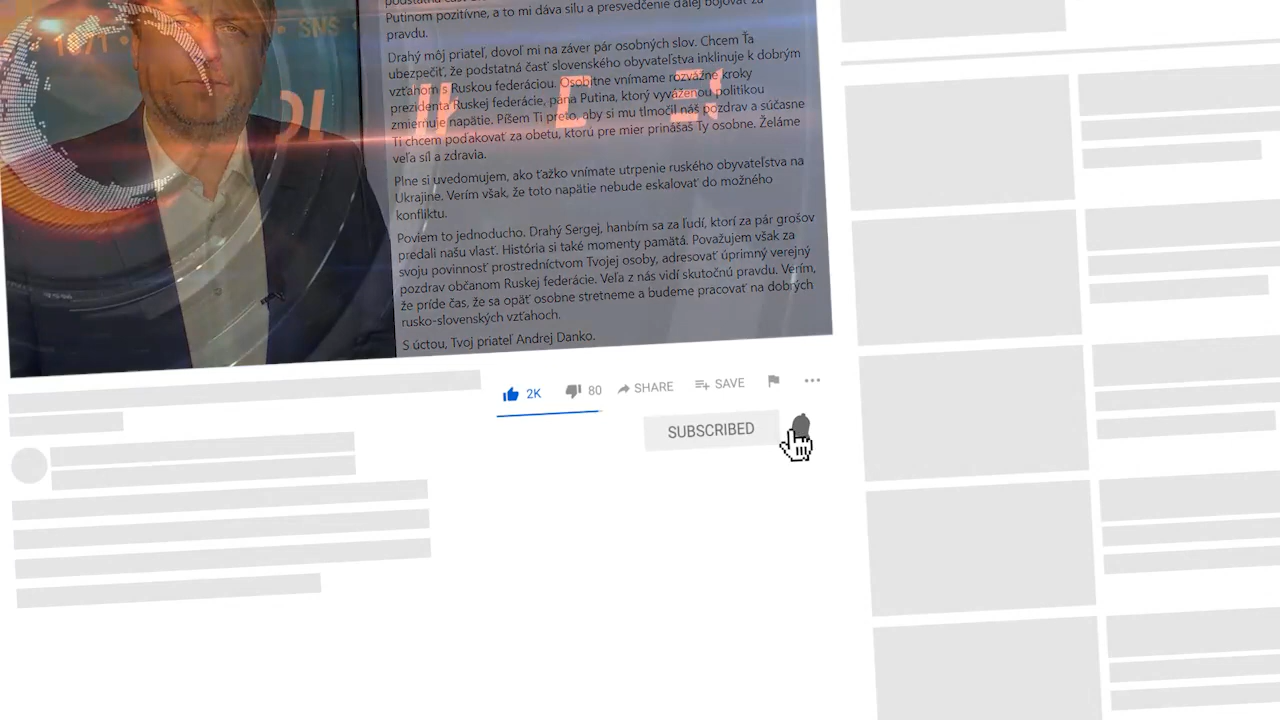 Putinom pozitívne, a to mi dáva silu a presvedčenie ďalej bojovať za
pravdu.
Drahý môj priateľ, dovoľ mi na záver pár osobných slov. Chcem Ťa
ubezpečiť, že podstatná časť slovenského obyvateľstva inklinuje k dobrým
vzťahom s Ruskou federáciou. Osobitne vnímame rozvážne kroky
prezidenta Ruskej federácie, pána Putina, ktorý vyváženou politikou
zmierňuje napätie. Píšem Ti preto, aby si mu tlmočil náš pozdrav a súčasne
Ti chcem poďakovať za obetu, ktorú pre mier prinášaš Ty osobne. Želáme
veľa síl a zdravia.
Plne si uvedomujem, ako ťažko vnímate utrpenie ruského obyvateľstva na
Ukrajine. Verím však, že toto napätie nebude eskalovať do možného
konfliktu.
Poviem to jednoducho. Drahý Sergej, hanbím sa za ľudí, ktorí za pár grošov
predali našu vlasť. História si také momenty pamätá. Považujem však za
svoju povinnosť prostredníctvom Tvojej osoby, adresovať úprimný verejný
pozdrav občanom Ruskej federácie. Veľa z nás vidí skutočnú pravdu. Verím,
že príde čas, že sa opäť osobne stretneme a budeme pracovať na dobrých
rusko-slovenských vzťahoch.
S úctou, Tvoj priateľ Andrej Danko.
SNS
2K 80 SHARE SAVE
SUBSCRIBED